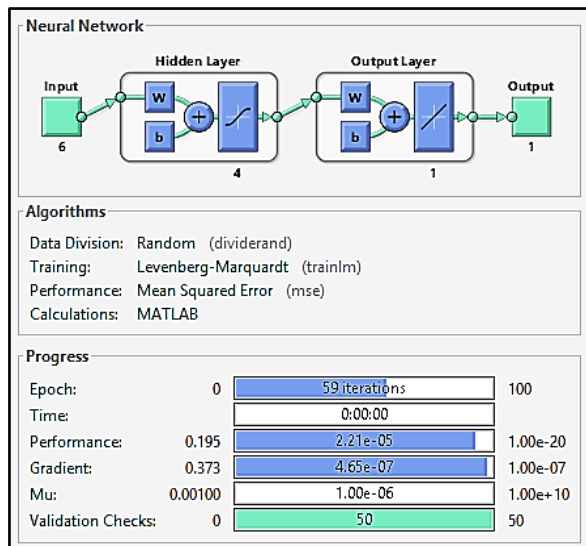 Neural Network
Hidden Layer Output Layer
Input Output
W W
b b
6 4 1 1
Algorithms
Data Division: Random (dividerand)
Training: Levenberg-Marquardt (trainlm)
Performance: Mean Squared Error (mse)
Calculations: MATLAB
Progress
Epoch: 0 59 iterations 100
Time: 0:00:00
Performance: 0.195 2.21e-05 1.00e-20
Gradient: 0.373 4.65e-07 1.00e-07
Mu: 0.00100 1.00e-06 1.00e+10
Validation Checks: 0 50 50